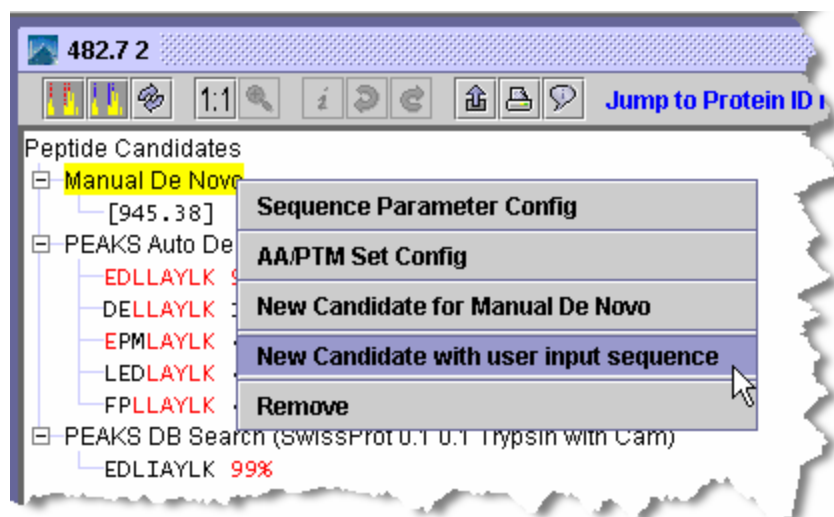 482.7 2
1:1 i Jump to Protein ID
Peptide Candidates
Manual De Novo
[945.38]
PEAKS Auto De
EDLLAYLK
DELLAYLK
EPMLAYLK
LEDLAYLK
FPLLAYLK
PEAKS DB Search (SwissProt 0.1 0.1 Trypsin with Cam)
EDLIAYLK 99%
Sequence Parameter Config
AA/PTM Set Config
New Candidate for Manual De Novo
New Candidate with user input sequence
Remove